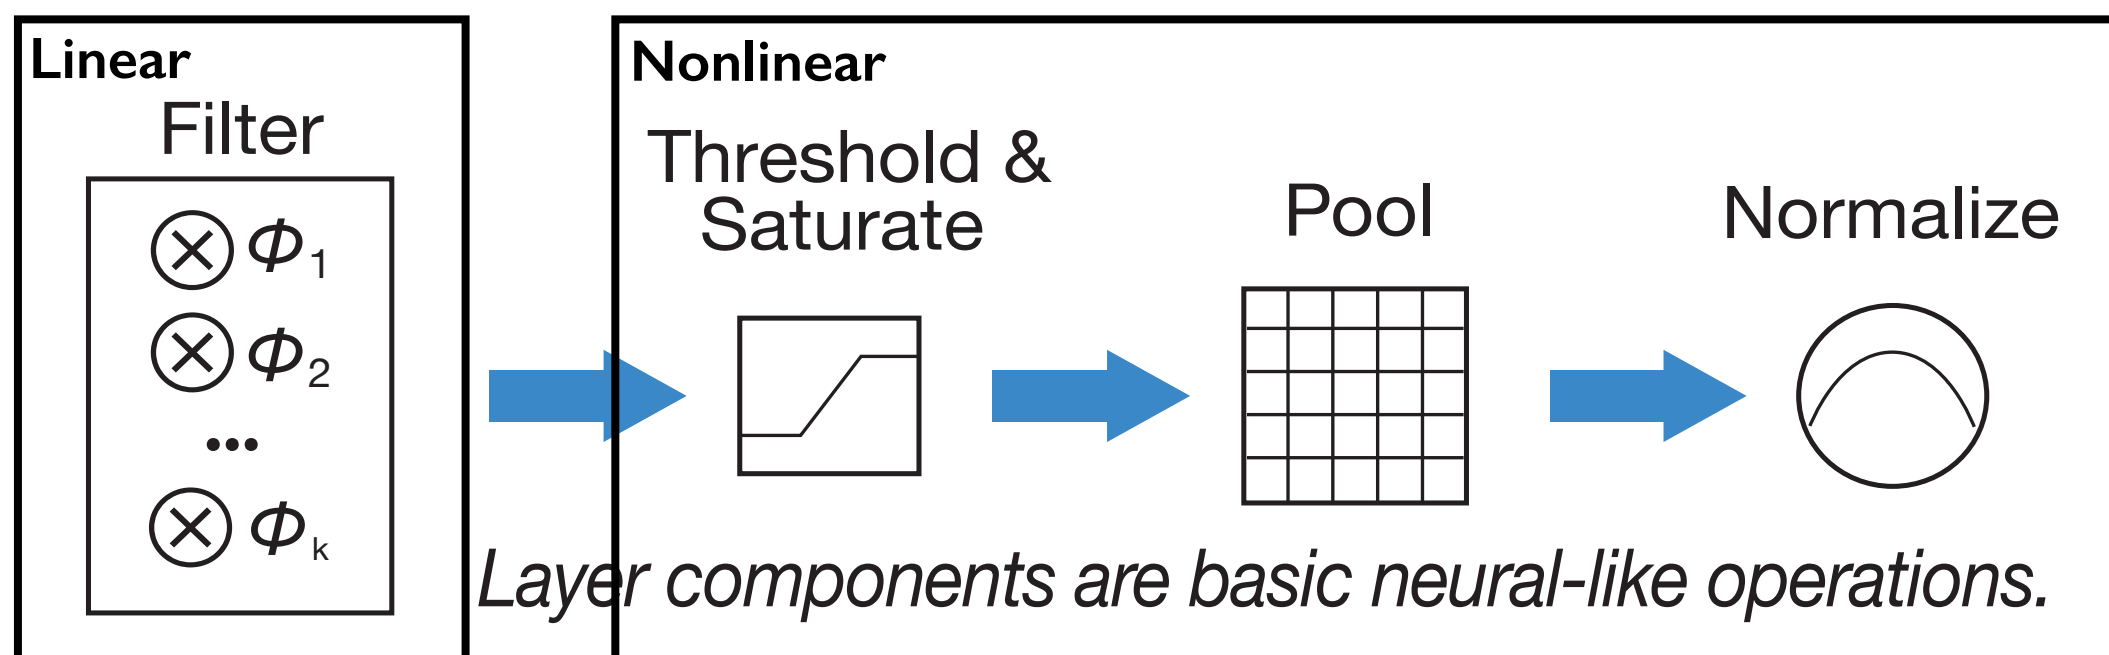 Linear
Filter
Φ1
Φ2
...
Φk
Nonlinear
Threshold &
Saturate
Pool
Normalize
Layer components are basic neural-like operations.